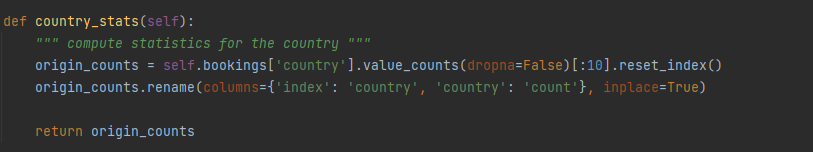 def country_stats(self):
    """ compute statistics for the country """
    origin_counts = self.bookings['country'].value_counts(dropna=False)[:10].reset_index()
    origin_counts.rename(columns={'index': 'country', 'country': 'count'}, inplace=True)

    return origin_counts